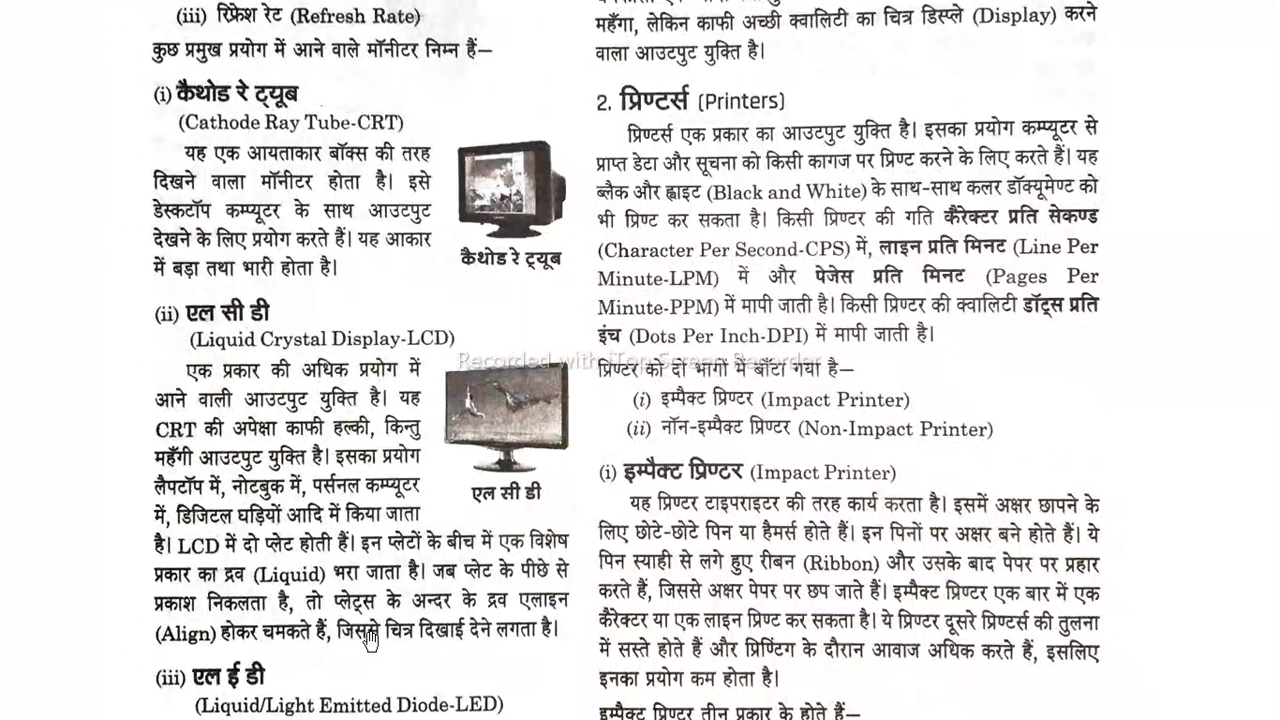 (iii) रिफ्रेश रेट (Refresh Rate)
कुछ प्रमुख प्रयोग में आने वाले मॉनीटर निम्न हैं—
(i) कैथोड रे ट्यूब
(Cathode Ray Tube-CRT)
यह एक आयताकार बॉक्स की तरह
दिखने वाला मॉनीटर होता है। इसे
डेस्कटॉप कम्प्यूटर के साथ आउटपुट
देखने के लिए प्रयोग करते हैं। यह आकार
में बड़ा तथा भारी होता है।
कैथोड रे ट्यूब
(ii) एल सी डी
(Liquid Crystal Display-LCD)
एक प्रकार की अधिक प्रयोग में
आने वाली आउटपुट युक्ति है। यह
CRT की अपेक्षा काफी हल्की, किन्तु
महँगी आउटपुट युक्ति है। इसका प्रयोग
लैपटॉप में, नोटबुक में, पर्सनल कम्प्यूटर
में, डिजिटल घड़ियों आदि में किया जाता
एल सी डी
है। LCD में दो प्लेट होती हैं। इन प्लेटों के बीच में एक विशेष
प्रकार का द्रव (Liquid) भरा जाता है। जब प्लेट के पीछे से
प्रकाश निकलता है, तो प्लेट्स के अन्दर के द्रव एलाइन
(Align) होकर चमकते हैं, जिससे चित्र दिखाई देने लगता है।
(iii) एल ई डी
(Liquid/Light Emitted Diode-LED)
महँगा, लेकिन काफी अच्छी क्वालिटी का चित्र डिस्प्ले (Display) करने
वाला आउटपुट युक्ति है।
2. प्रिण्टर्स (Printers)
प्रिण्टर्स एक प्रकार का आउटपुट युक्ति है। इसका प्रयोग कम्प्यूटर से
प्राप्त डेटा और सूचना को किसी कागज पर प्रिण्ट करने के लिए करते हैं। यह
ब्लैक और ह्वाइट (Black and White) के साथ-साथ कलर डॉक्यूमेण्ट को
भी प्रिण्ट कर सकता है। किसी प्रिण्टर की गति कैरेक्टर प्रति सेकण्ड
(Character Per Second-CPS) में, लाइन प्रति मिनट (Line Per
Minute-LPM) में और पेजेस प्रति मिनट (Pages Per
Minute-PPM) में मापी जाती है। किसी प्रिण्टर की क्वालिटी डॉट्स प्रति
इंच (Dots Per Inch-DPI) में मापी जाती है।
Recorded with iTop Screen Recorder
प्रिण्टर को दो भागों में बाँटा गया है—
(i) इम्पैक्ट प्रिण्टर (Impact Printer)
(ii) नॉन-इम्पैक्ट प्रिण्टर (Non-Impact Printer)
(i) इम्पैक्ट प्रिण्टर (Impact Printer)
यह प्रिण्टर टाइपराइटर की तरह कार्य करता है। इसमें अक्षर छापने के
लिए छोटे-छोटे पिन या हैमर्स होते हैं। इन पिनों पर अक्षर बने होते हैं। ये
पिन स्याही से लगे हुए रीबन (Ribbon) और उसके बाद पेपर पर प्रहार
करते हैं, जिससे अक्षर पेपर पर छप जाते हैं। इम्पैक्ट प्रिण्टर एक बार में एक
कैरेक्टर या एक लाइन प्रिण्ट कर सकता है। ये प्रिण्टर दूसरे प्रिण्टर्स की तुलना
में सस्ते होते हैं और प्रिण्टिंग के दौरान आवाज अधिक करते हैं, इसलिए
इनका प्रयोग कम होता है।
इम्पैक्ट प्रिण्टर तीन प्रकार के होते हैं—